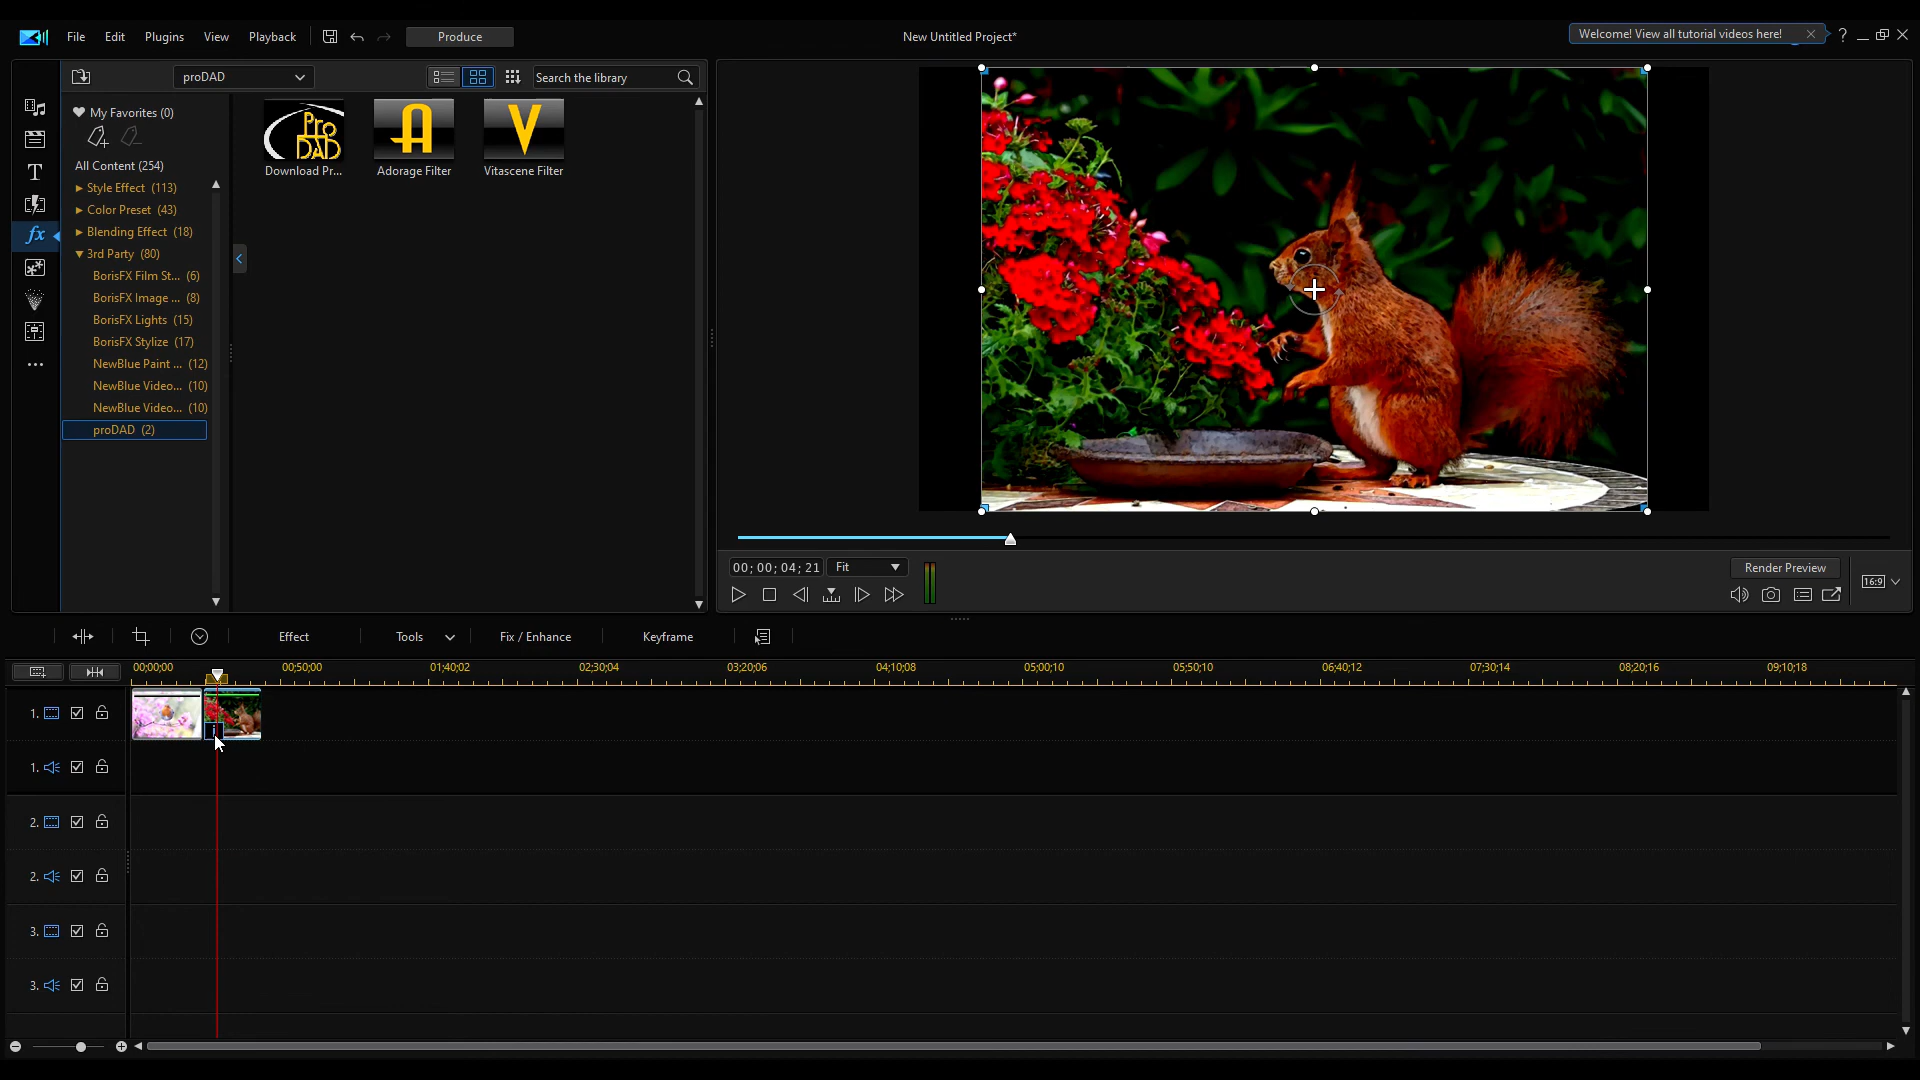 File Edit Plugins View Playback Produce New Untitled Project* Welcome! View all tutorial videos here! ?
proDAD Search the library
My Favorites (0)
All Content (254)
Style Effect (113)
Color Preset (43)
Blending Effect (18)
3rd Party (80)
BorisFX Film St... (6)
BorisFX Image ... (8)
BorisFX Lights (15)
BorisFX Stylize (17)
NewBlue Paint ... (12)
NewBlue Video... (10)
NewBlue Video... (10)
proDAD (2)
T
fx
Pro
DAD
A
V
Download Pr... Adorage Filter Vitascene Filter
00; 00; 04; 21 Fit Render Preview
16:9
Effect Tools Fix / Enhance Keyframe
00;00;00 00;50;00 01;40;02 02;30;04 03;20;06 04;10;08 05;00;10 05;50;10 06;40;12 07;30;14 08;20;16 09;10;18
1.
i
1.
2.
2.
3.
3.